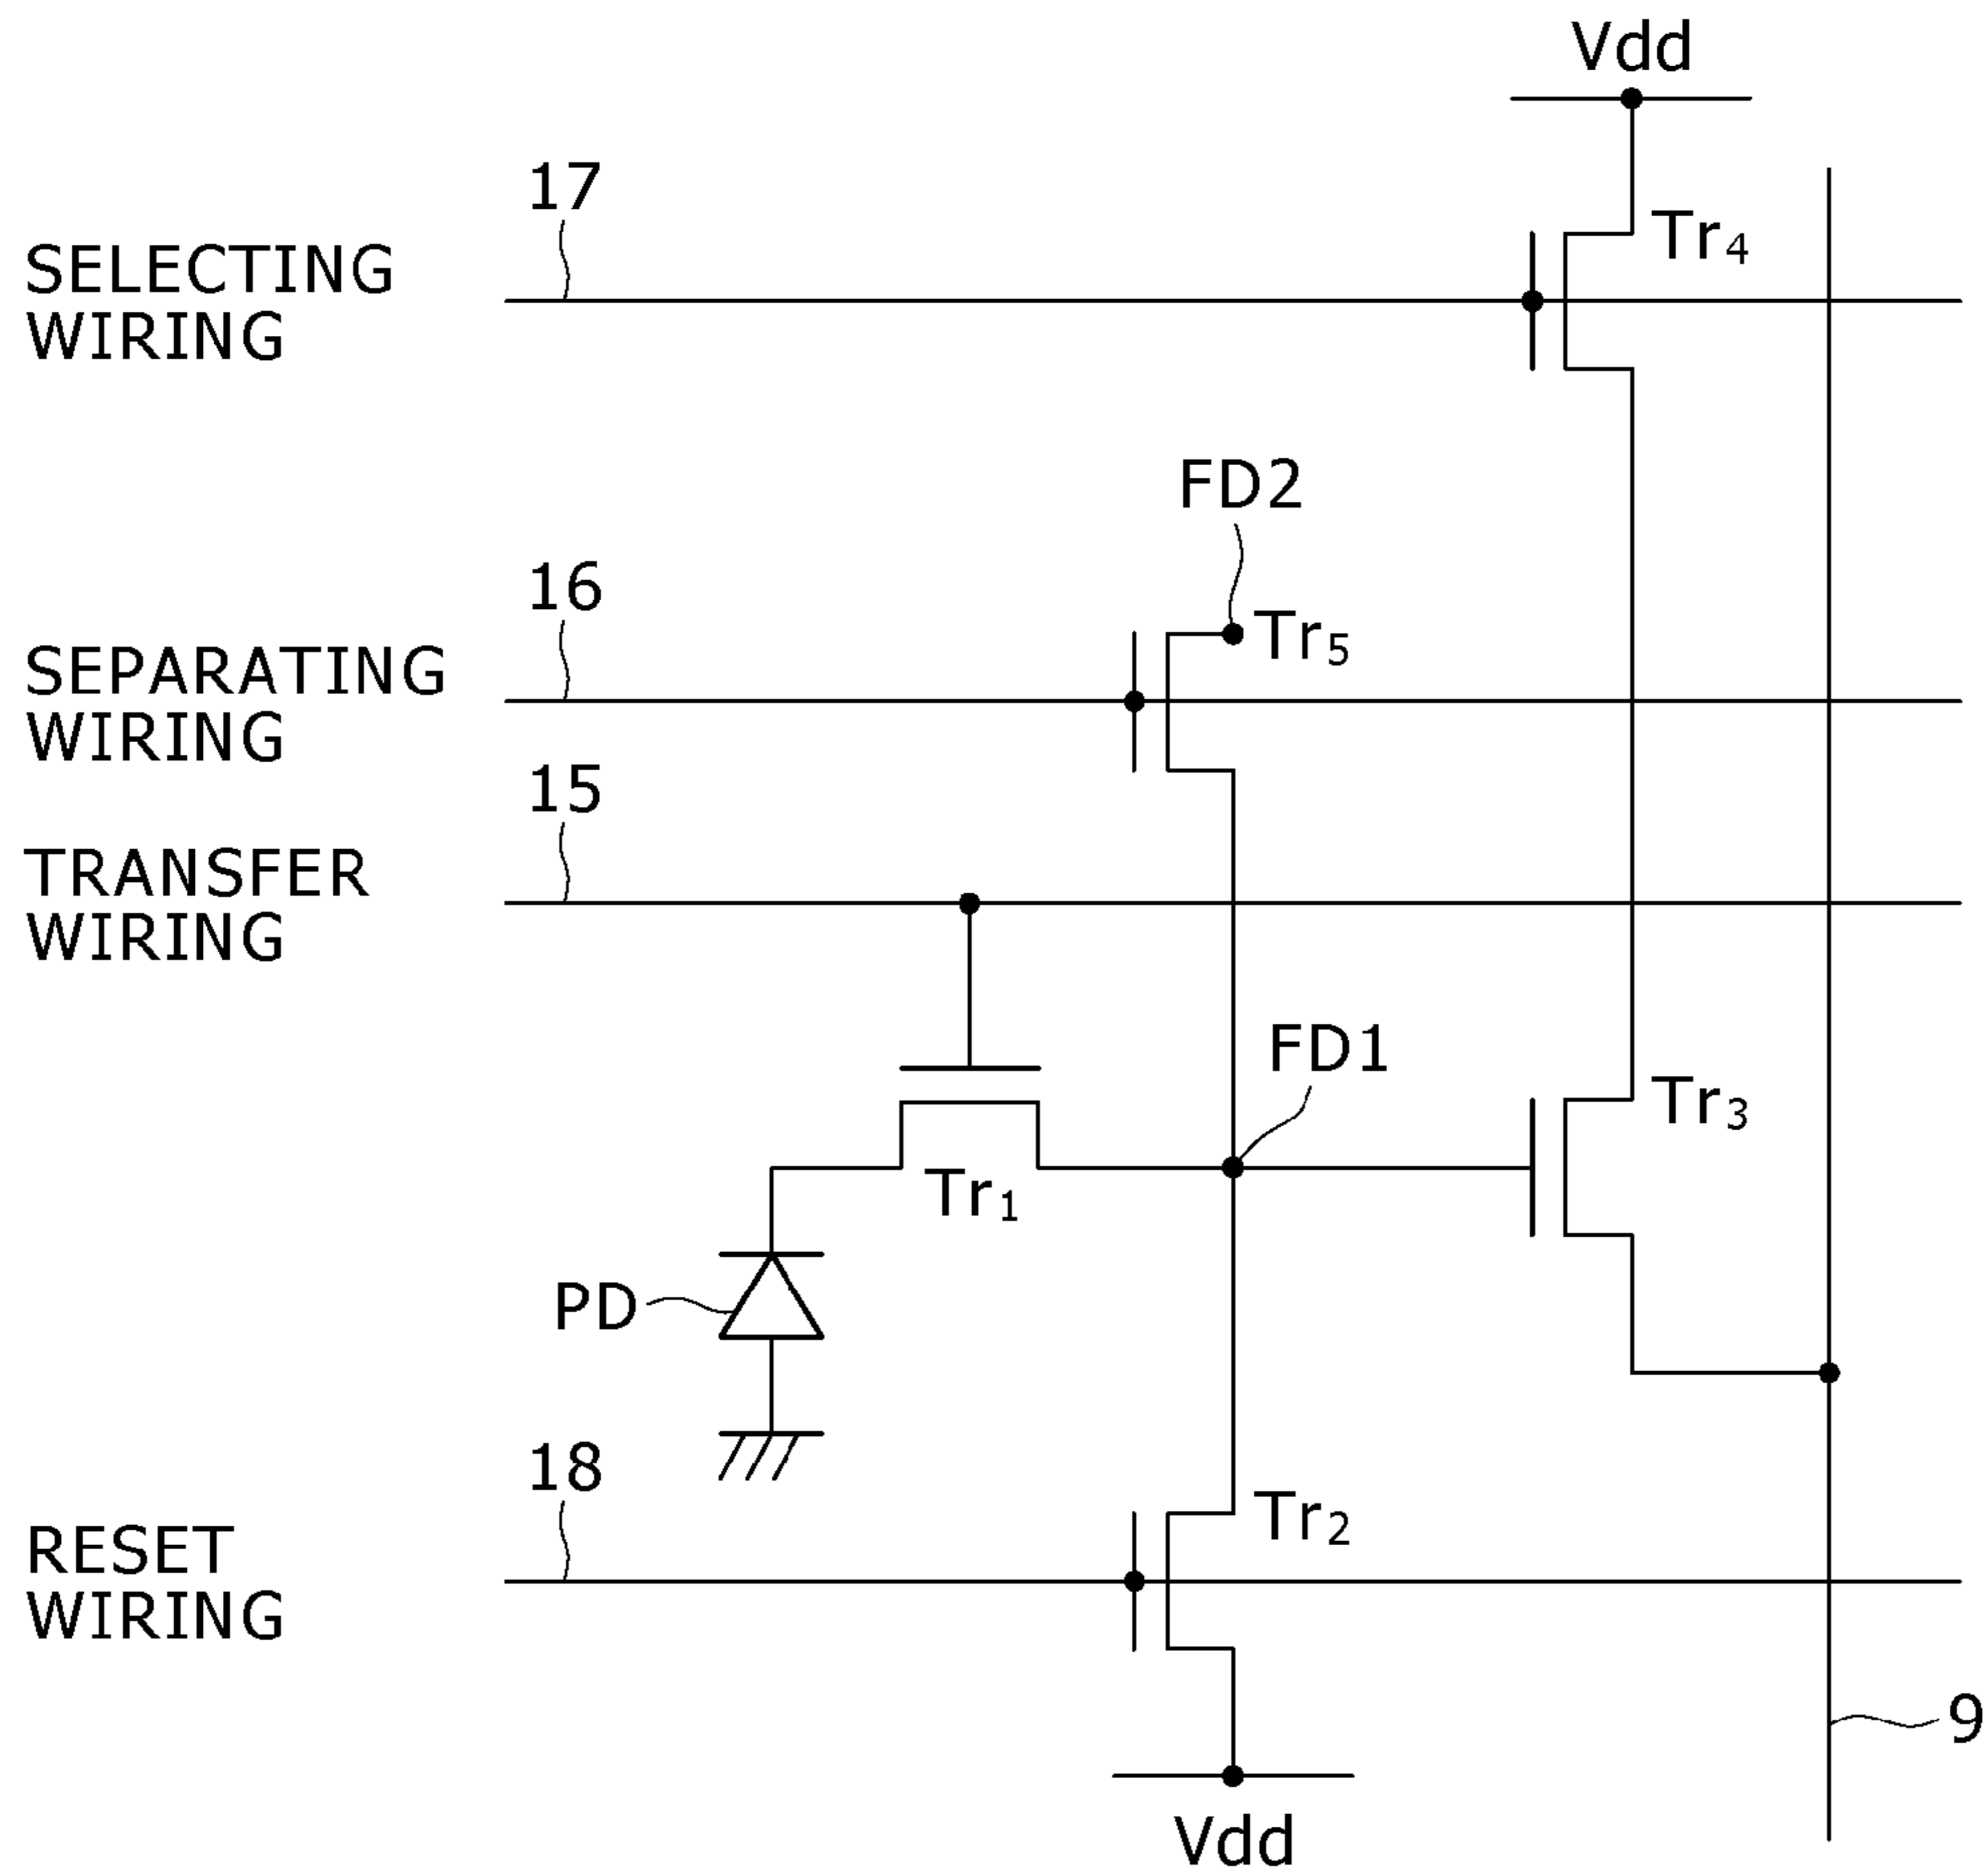 Vdd
17
Tr4
SELECTING
WIRING
FD2
16
Tr5
SEPARATING
WIRING
15
TRANSFER
WIRING
FD1
Tr3
Tr1
PD
18
Tr2
RESET
WIRING
9
Vdd